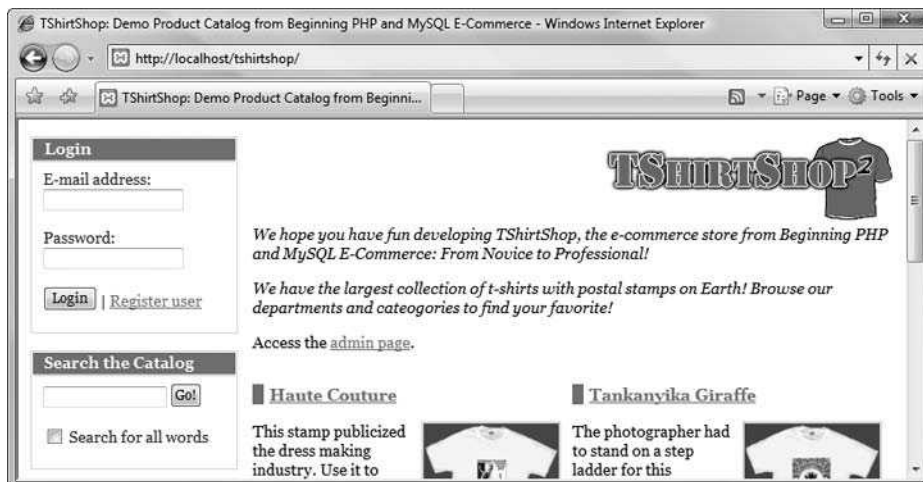 TShirtShop: Demo Product Catalog from Beginning PHP and MySQL E-Commerce - Windows Internet Explorer
http://localhost/tshirtshop/
TShirtShop: Demo Product Catalog from Beginni...
Page
Tools
Login
E-mail address:
Password:
Login | Register user
Search the Catalog
Go!
Search for all words
TShirtShop²
We hope you have fun developing TShirtShop, the e-commerce store from Beginning PHP
and MySQL E-Commerce: From Novice to Professional!
We have the largest collection of t-shirts with postal stamps on Earth! Browse our
departments and cateogories to find your favorite!
Access the admin page.
Haute Couture
This stamp publicized
the dress making
industry. Use it to
Tankanyika Giraffe
The photographer had
to stand on a step
ladder for this